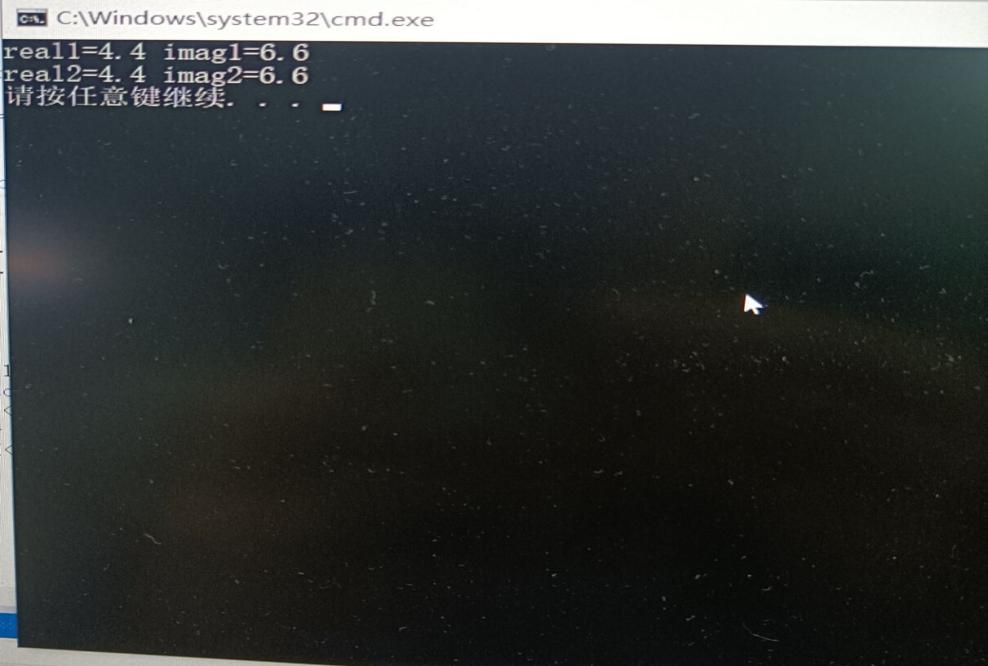 C:\Windows\system32\cmd.exe
real1=4.4 imag1=6.6
real2=4.4 imag2=6.6
请按任意键继续. . .